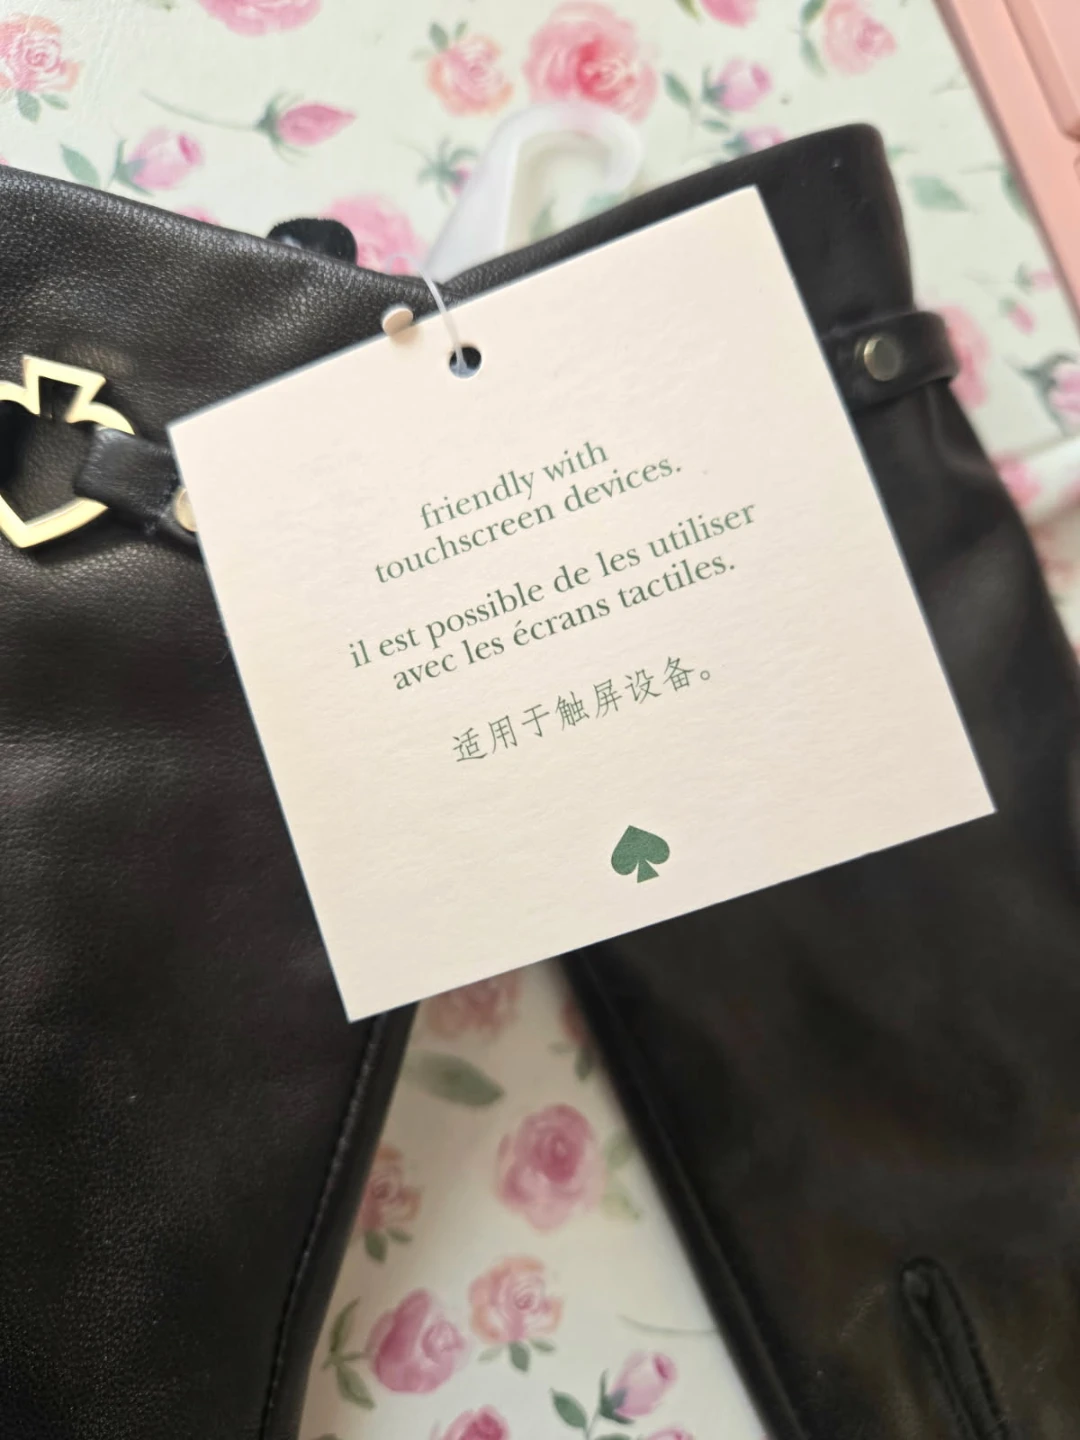 friendly with
touchscreen devices.
il est possible de les utiliser
avec les écrans tactiles.
适用于触屏设备。